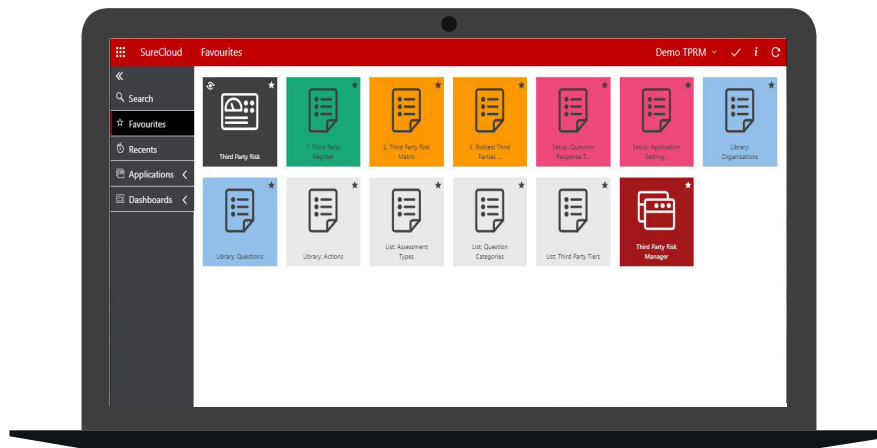 SureCloud
Favourites
Demo TPRM
i
Search
Favourites
Recents
Applications
Dashboards
Third Party Risk
1. Third Party
Register
2. Third Party Risk
Matrix
3. Riskiest Third
Parties ...
Setup: Question
Response T...
Setup: Application
Setting...
Library:
Organisations
Library: Questions
Library: Actions
List: Assessment
Types
List: Question
Categories
List: Third Party Tiers
Third Party Risk
Manager